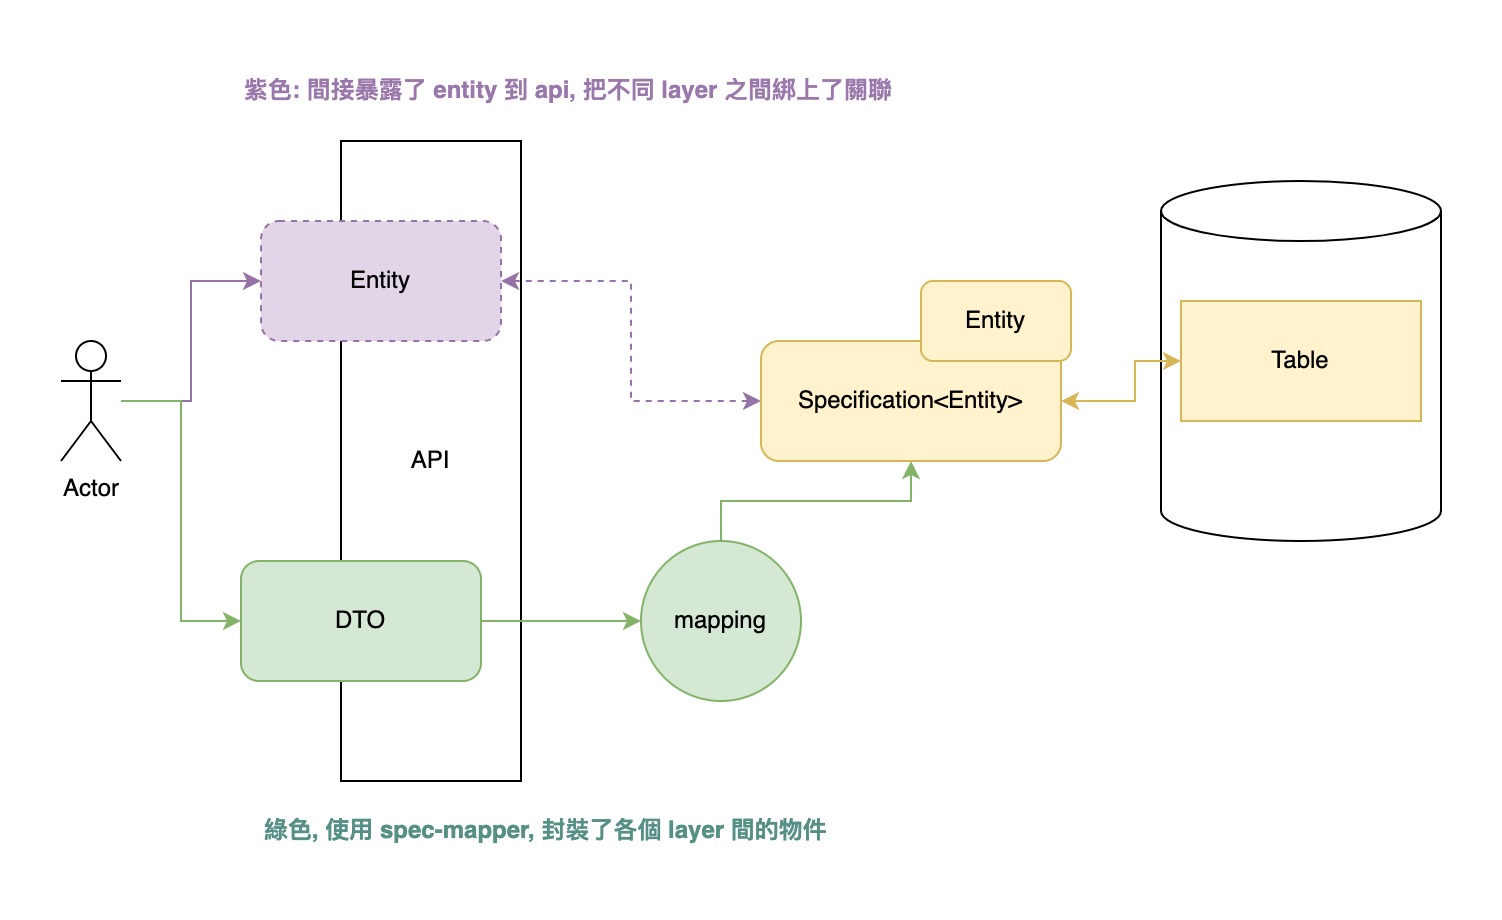 紫色: 間接暴露了 entity 到 api, 把不同 layer 之間綁上了關聯
Entity
Entity
Table
Specification<Entity>
API
Actor
DTO
mapping
綠色, 使用 spec-mapper, 封裝了各個 layer 間的物件